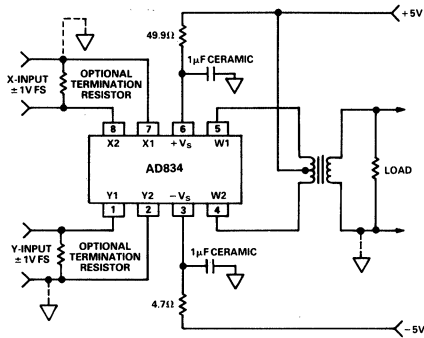 +5V
49.9Ω
1µF CERAMIC
X-INPUT
±1V FS
OPTIONAL
TERMINATION
RESISTOR
8 7 6 5
X2 X1 +VS W1
AD834
Y1 Y2 −VS W2
1 2 3 4
LOAD
Y-INPUT
±1V FS
OPTIONAL
TERMINATION
RESISTOR
1µF CERAMIC
4.7Ω
−5V